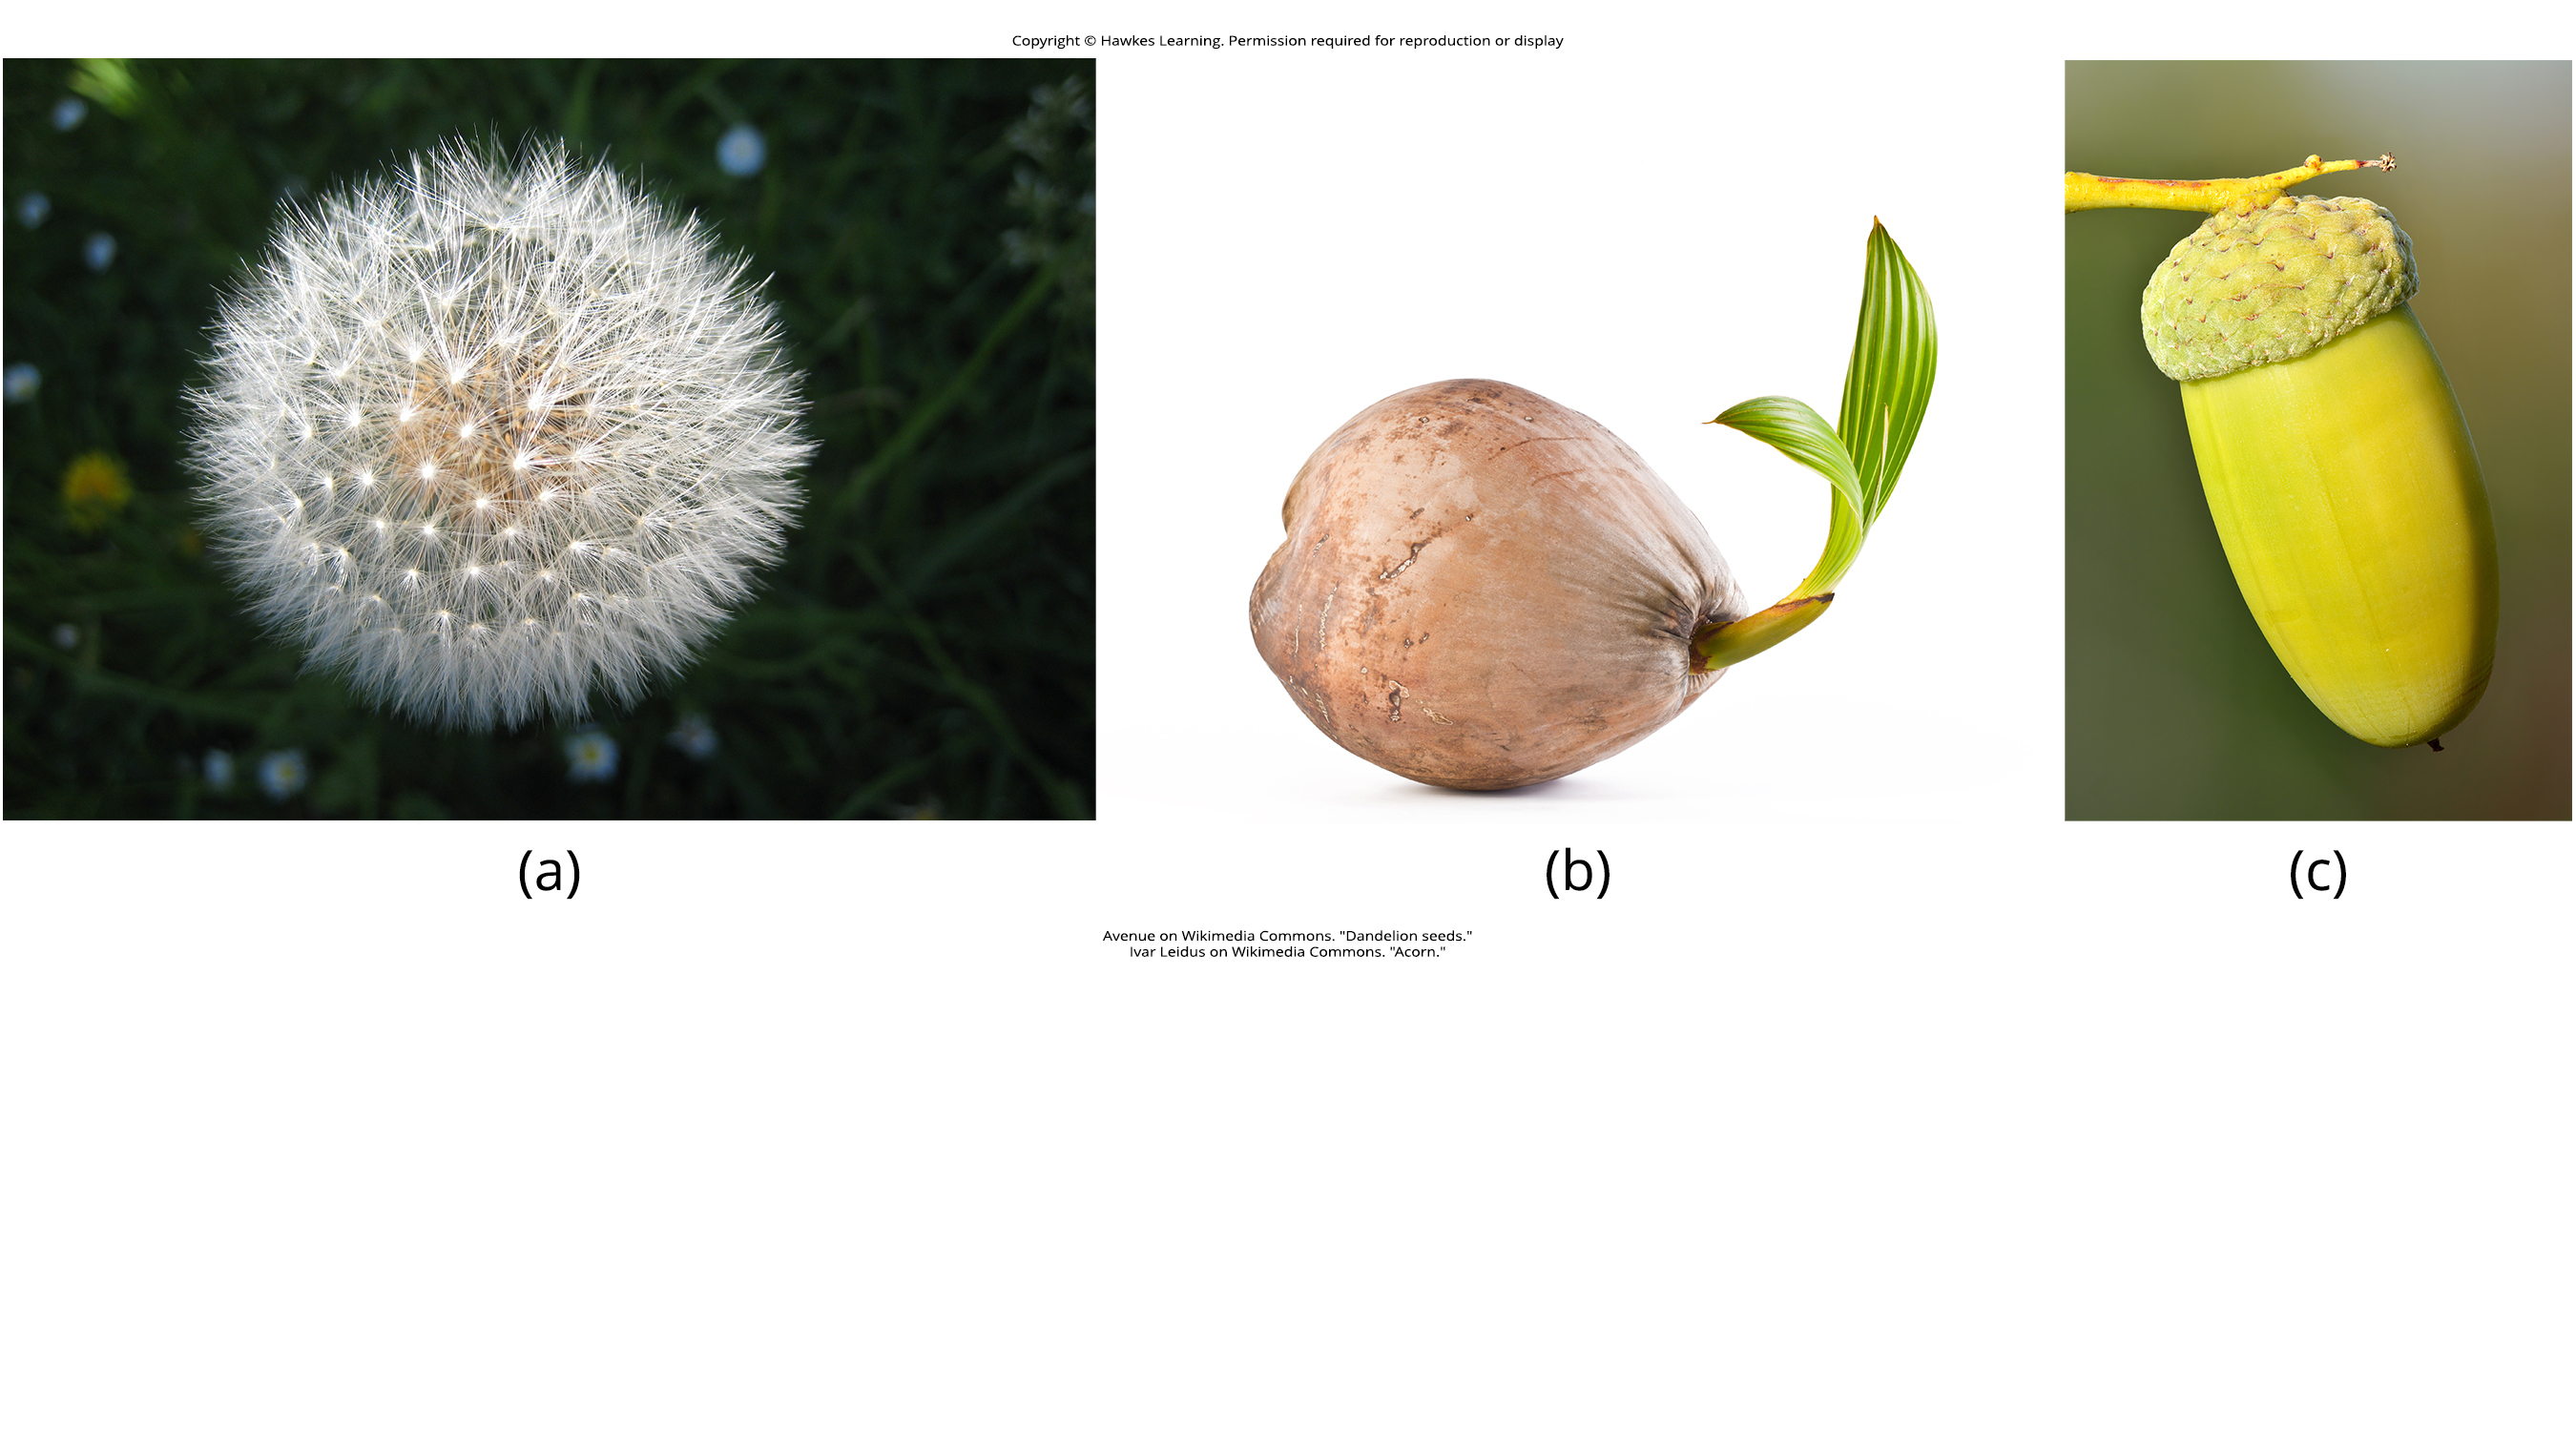 Copyright © Hawkes Learning. Permission required for reproduction or display
(a)
(b)
(c)
Avenue on Wikimedia Commons. "Dandelion seeds."
Ivar Leidus on Wikimedia Commons. "Acorn."